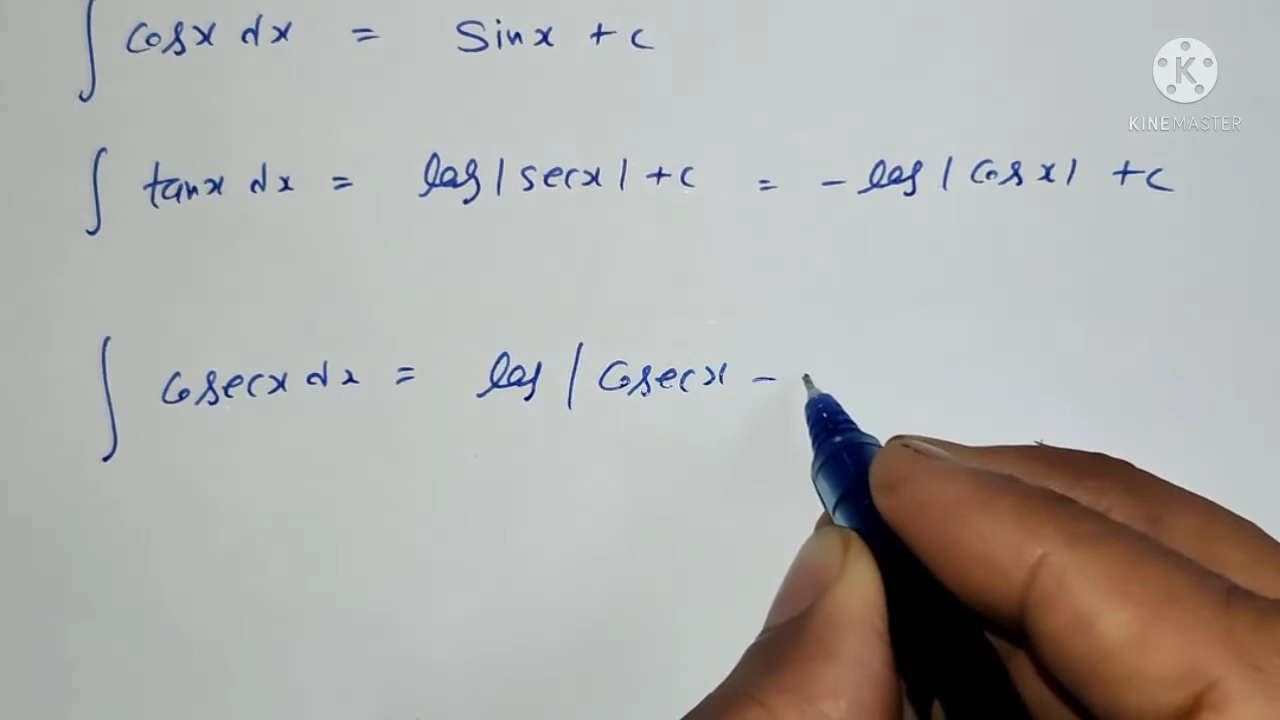 ∫ cosx dx = Sinx + c
K
KINEMASTER
∫ tanx dx = log|secx| + c = - log|cosx| + c
∫ cosecx dx = log|cosecx -